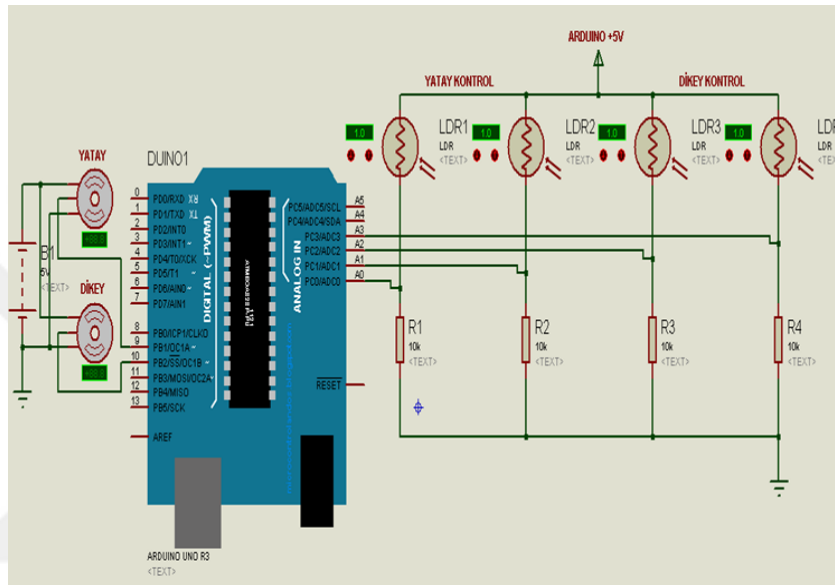 ARDUINO +5V
YATAY KONTROL
DİKEY KONTROL
1.0
LDR1
LDR
<TEXT>
1.0
LDR2
LDR
<TEXT>
1.0
LDR3
LDR
<TEXT>
1.0
LDR
<TEXT>
YATAY
DİKEY
B1
5V
<TEXT>
DUINO1
0
PD0/RXD
RX
1
PD1/TXD
TX
2
PD2/INT0
3
PD3/INT1
4
PD4/T0/XCK
5
PD5/T1
6
PD6/AIN0
7
PD7/AIN1
8
PB0/ICP1/CLKO
9
PB1/OC1A
10
PB2/SS/OC1B
11
PB3/MOSI/OC2A
12
PB4/MISO
13
PB5/SCK
AREF
DIGITAL (~PWM)
ANALOG IN
PC5/ADC5/SCL
A5
PC4/ADC4/SDA
A4
PC3/ADC3
A3
PC2/ADC2
A2
PC1/ADC1
A1
PC0/ADC0
A0
RESET
R1
10k
<TEXT>
R2
10k
<TEXT>
R3
10k
<TEXT>
R4
10k
<TEXT>
ARDUINO UNO R3
<TEXT>